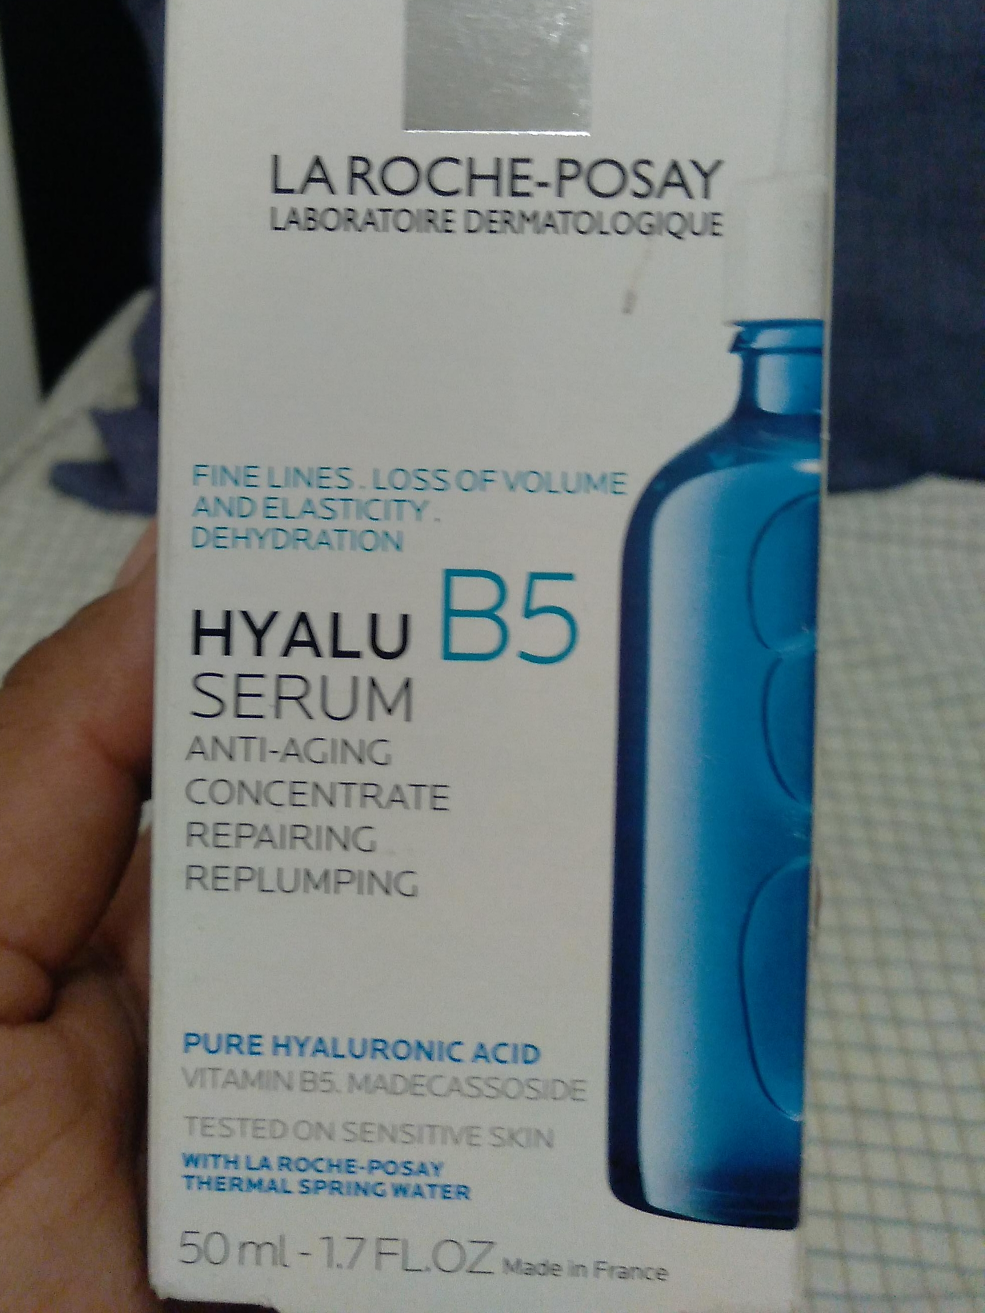 LA ROCHE-POSAY
LABORATOIRE DERMATOLOGIQUE
FINE LINES . LOSS OF VOLUME
AND ELASTICITY .
DEHYDRATION
HYALU B5
SERUM
ANTI-AGING
CONCENTRATE
REPAIRING
REPLUMPING
PURE HYALURONIC ACID
VITAMIN B5. MADECASSOSIDE
TESTED ON SENSITIVE SKIN
WITH LA ROCHE-POSAY
THERMAL SPRING WATER
50 ml - 1.7 FL.OZ Made in France